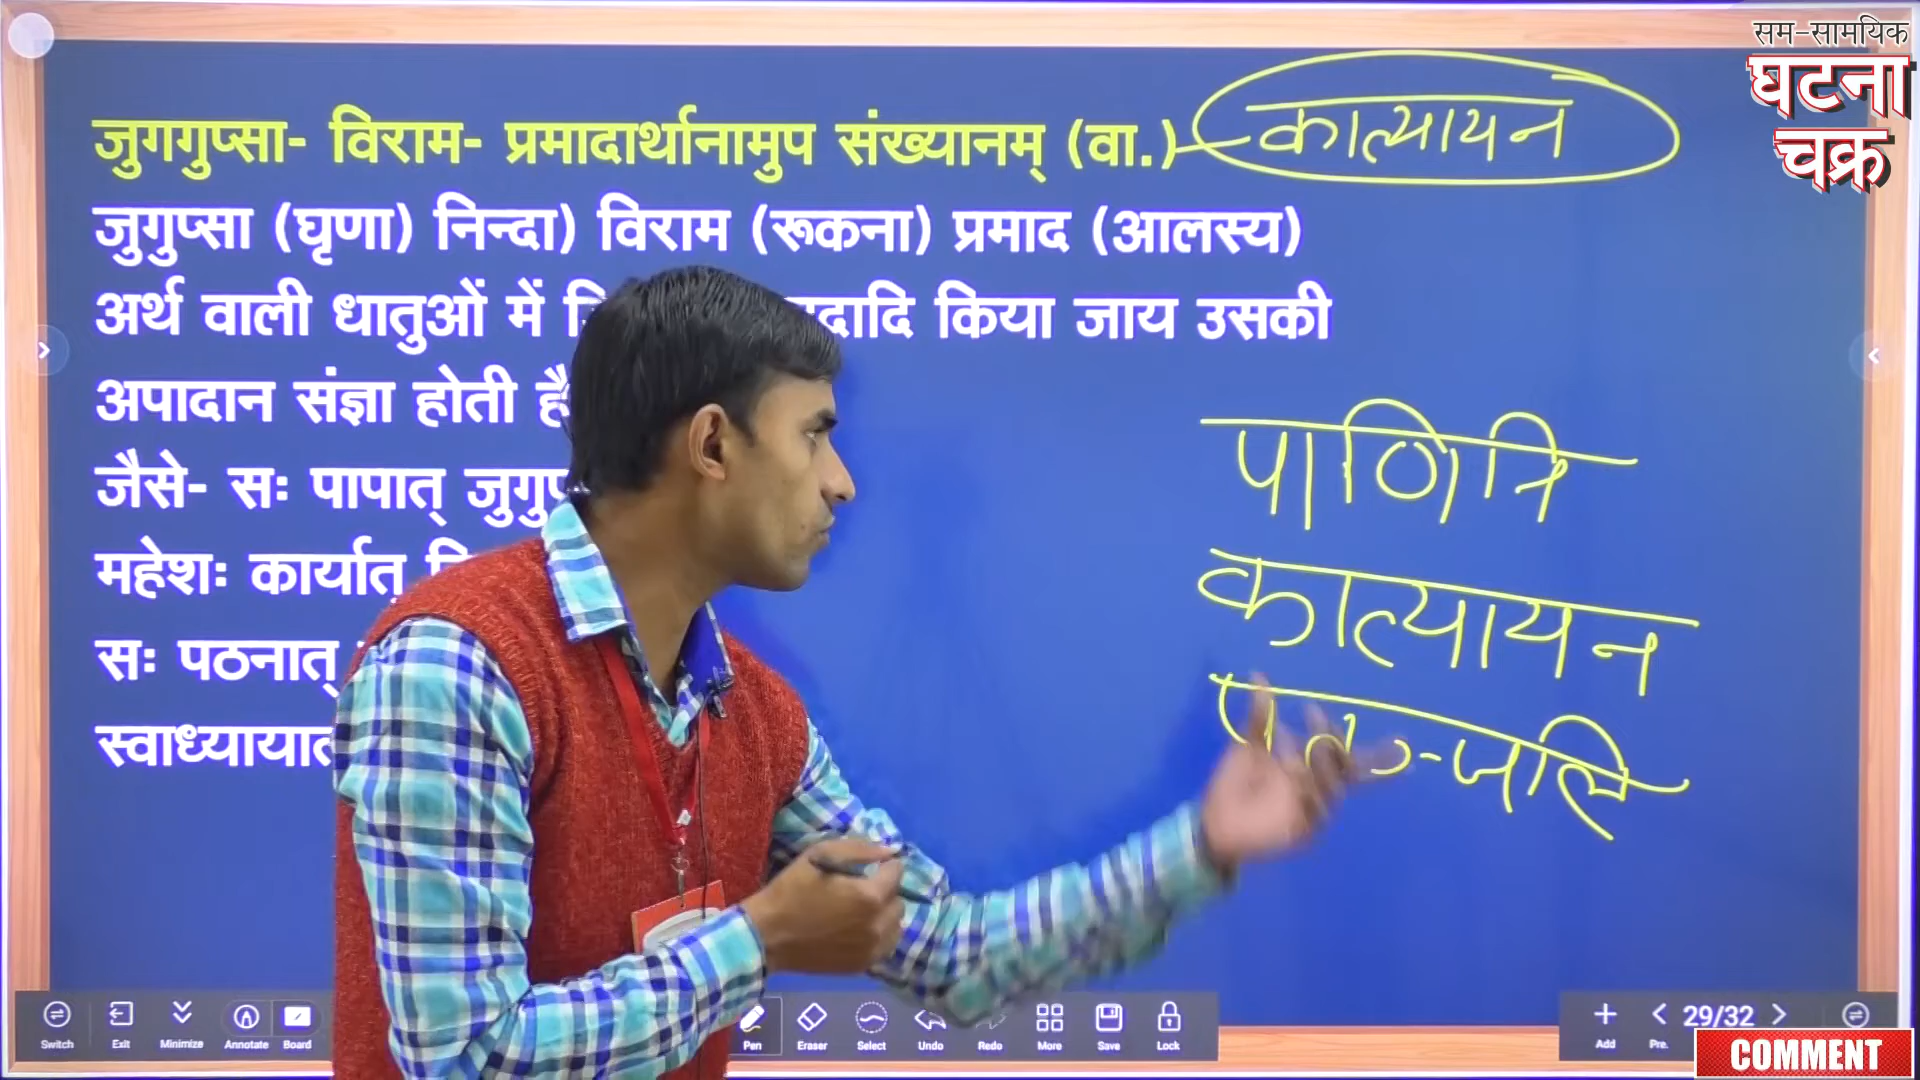 सम-सामयिक
घटना
चक्र
जुगगुप्सा- विराम- प्रमादार्थानामुप संख्यानम् (वा.) कात्यायन
जुगुप्सा (घृणा) निन्दा) विराम (रूकना) प्रमाद (आलस्य)
अर्थ वाली धातुओं में किया जाय उसकी
अपादान संज्ञा होती
जैसे- सः पापात्
महेशः कार्यात्
सः पठनात्
पाणिनि
कात्यायन
Switch Exit Minimize Annotate Board Pen Eraser Select Undo Redo More Save Lock Add Pre. 29/32
COMMENT